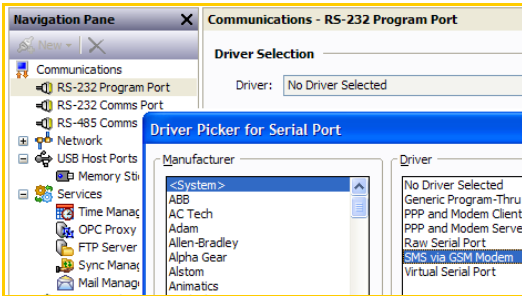 Navigation Pane X
New
Communications
RS-232 Program Port
RS-232 Comms Port
RS-485 Comms
Network
USB Host Ports
Memory Sti
Services
Time Manag
OPC Proxy
FTP Server
Sync Manag
Mail Manag
Communications - RS-232 Program Port
Driver Selection
Driver: No Driver Selected
Driver Picker for Serial Port
Manufacturer
<System>
ABB
AC Tech
Adam
Allen-Bradley
Alpha Gear
Alstom
Animatics
Driver
No Driver Selected
Generic Program-Thru
PPP and Modem Client
PPP and Modem Serve
Raw Serial Port
SMS via GSM Modem
Virtual Serial Port